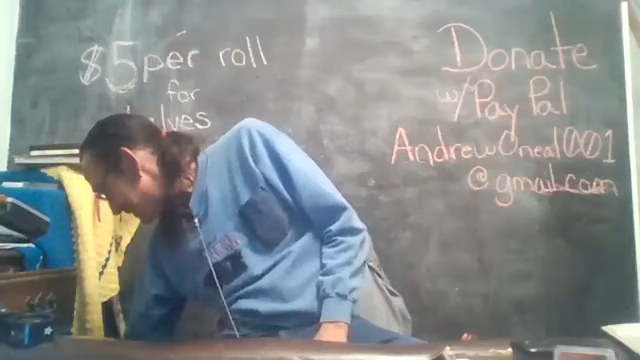 $5 per roll
for
Donate
w/PayPal
AndrewOneal001
@gmail.com